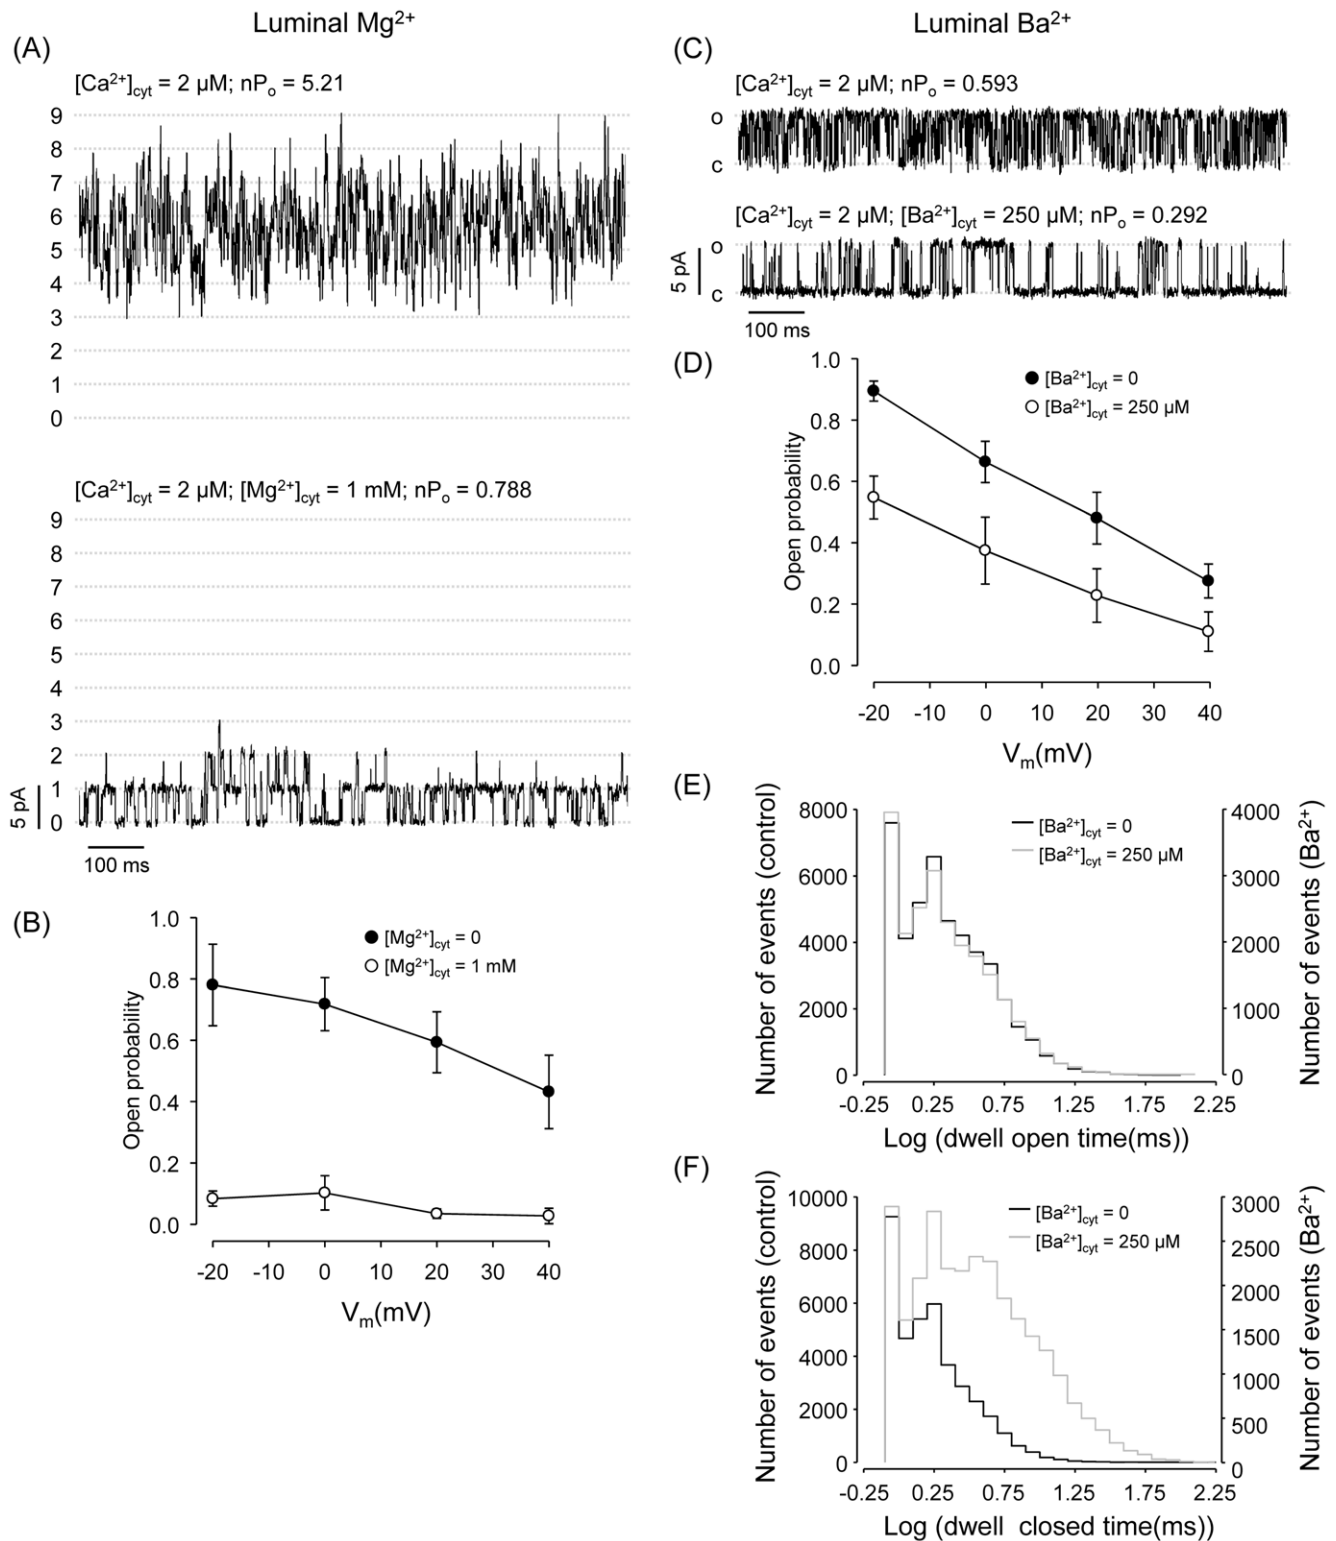 Luminal Mg²⁺
(A)
[Ca²⁺]cyt = 2 µM; nPo = 5.21
9
8
7
6
5
4
3
2
1
0
[Ca²⁺]cyt = 2 µM; [Mg²⁺]cyt = 1 mM; nPo = 0.788
9
8
7
6
5
4
3
2
1
0
5 pA
100 ms
(B)
1.0
0.8
0.6
0.4
0.2
0.0
Open probability
[Mg²⁺]cyt = 0
[Mg²⁺]cyt = 1 mM
-20 -10 0 10 20 30 40
Vm(mV)
Luminal Ba²⁺
(C)
[Ca²⁺]cyt = 2 µM; nPo = 0.593
o
c
[Ca²⁺]cyt = 2 µM; [Ba²⁺]cyt = 250 µM; nPo = 0.292
o
c
5 pA
100 ms
(D)
1.0
0.8
0.6
0.4
0.2
0.0
Open probability
[Ba²⁺]cyt = 0
[Ba²⁺]cyt = 250 µM
-20 -10 0 20 30 40
Vm(mV)
(E)
Number of events (control)
8000
6000
4000
2000
0
[Ba²⁺]cyt = 0
[Ba²⁺]cyt = 250 µM
4000
3000
2000
1000
0
Number of events (Ba²⁺)
-0.25 0.25 0.75 1.25 1.75 2.25
Log (dwell open time(ms))
(F)
Number of events (control)
10000
8000
6000
4000
2000
0
[Ba²⁺]cyt = 0
[Ba²⁺]cyt = 250 µM
3000
2500
2000
1500
1000
500
0
Number of events (Ba²⁺)
-0.25 0.25 0.75 1.25 1.75 2.25
Log (dwell closed time(ms))